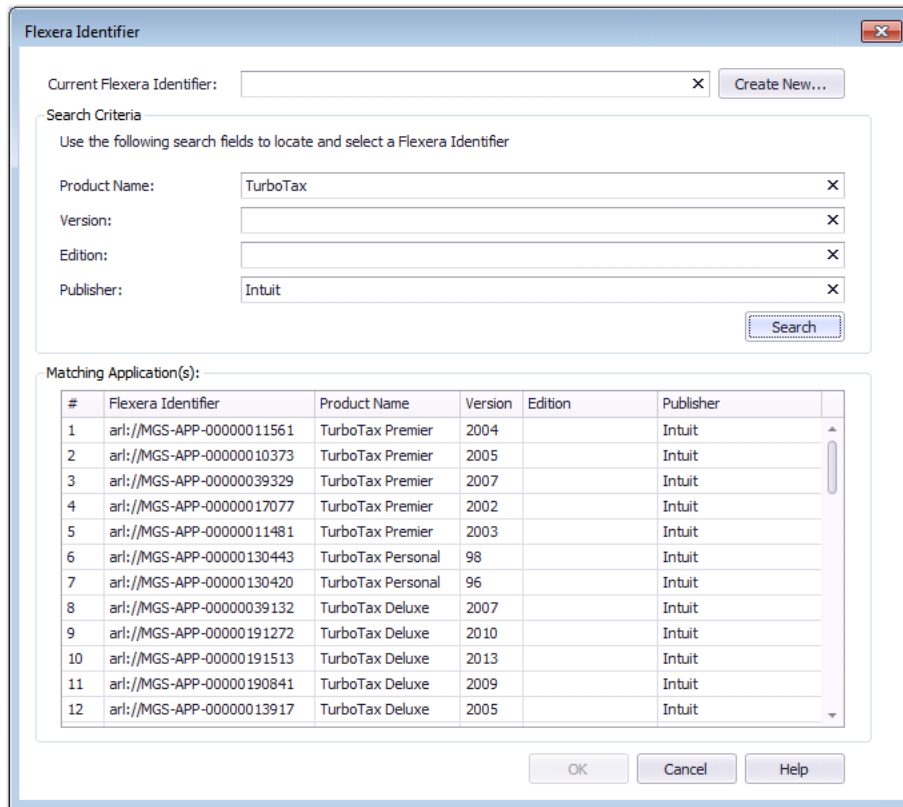 Flexera Identifier
Current Flexera Identifier: Create New...
Search Criteria
Use the following search fields to locate and select a Flexera Identifier
Product Name: TurboTax
Version:
Edition:
Publisher: Intuit
Search
Matching Application(s):
# Flexera Identifier Product Name Version Edition Publisher
1 arl://MGS-APP-00000011561 TurboTax Premier 2004 Intuit
2 arl://MGS-APP-00000010373 TurboTax Premier 2005 Intuit
3 arl://MGS-APP-00000039329 TurboTax Premier 2007 Intuit
4 arl://MGS-APP-00000017077 TurboTax Premier 2002 Intuit
5 arl://MGS-APP-00000011481 TurboTax Premier 2003 Intuit
6 arl://MGS-APP-00000130443 TurboTax Personal 98 Intuit
7 arl://MGS-APP-00000130420 TurboTax Personal 96 Intuit
8 arl://MGS-APP-00000039132 TurboTax Deluxe 2007 Intuit
9 arl://MGS-APP-00000191272 TurboTax Deluxe 2010 Intuit
10 arl://MGS-APP-00000191513 TurboTax Deluxe 2013 Intuit
11 arl://MGS-APP-00000190841 TurboTax Deluxe 2009 Intuit
12 arl://MGS-APP-00000013917 TurboTax Deluxe 2005 Intuit
OK Cancel Help